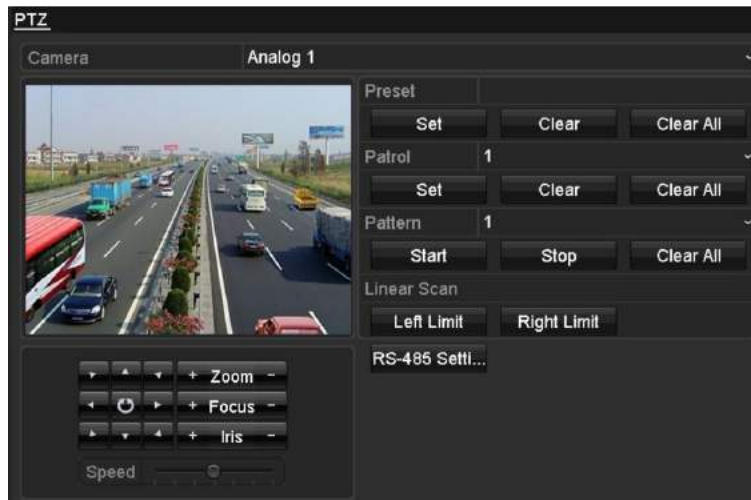 PTZ
Camera Analog 1
Preset
Set Clear Clear All
Patrol 1
Set Clear Clear All
Pattern 1
Start Stop Clear All
Linear Scan
Left Limit Right Limit
RS-485 Setti...
+ Zoom -
+ Focus -
+ Iris -
Speed